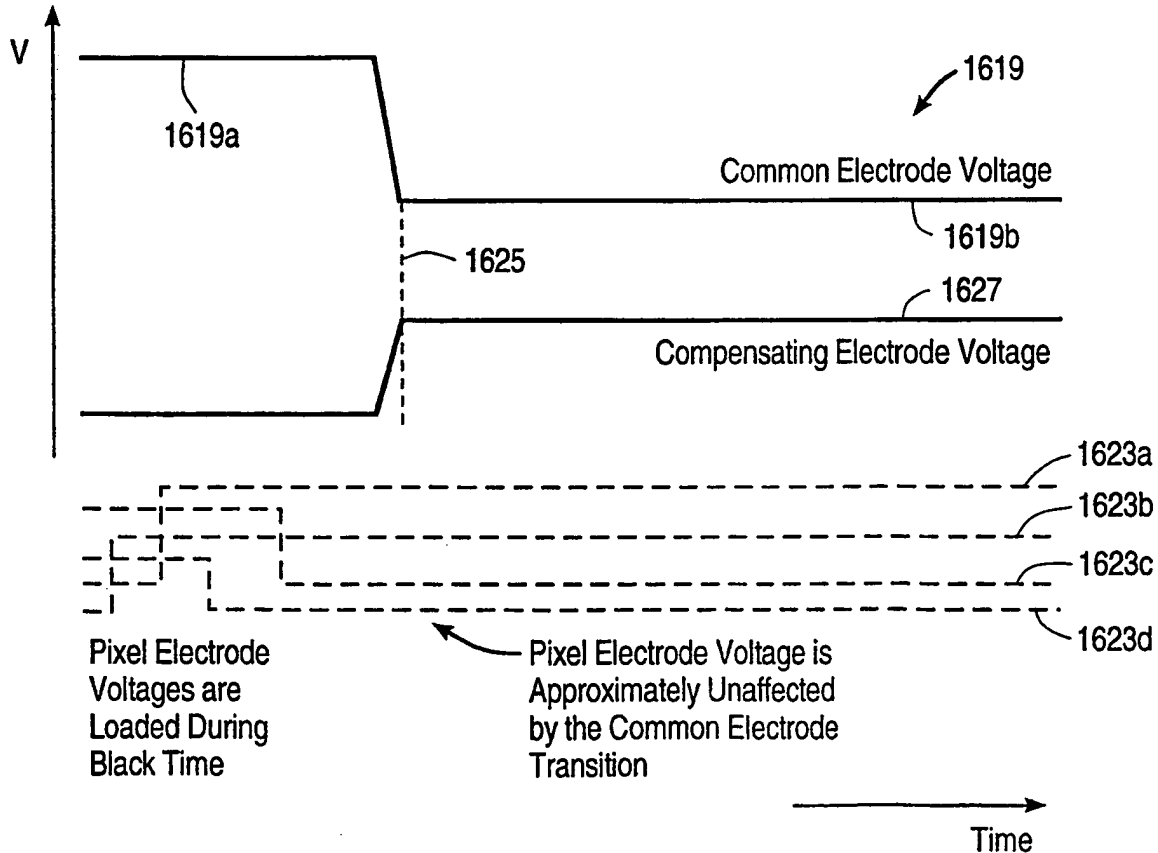 V
1619
1619a
Common Electrode Voltage
1619b
1625
1627
Compensating Electrode Voltage
1623a
1623b
1623c
1623d
Pixel Electrode
Voltages are
Loaded During
Black Time
Pixel Electrode Voltage is
Approximately Unaffected
by the Common Electrode
Transition
Time